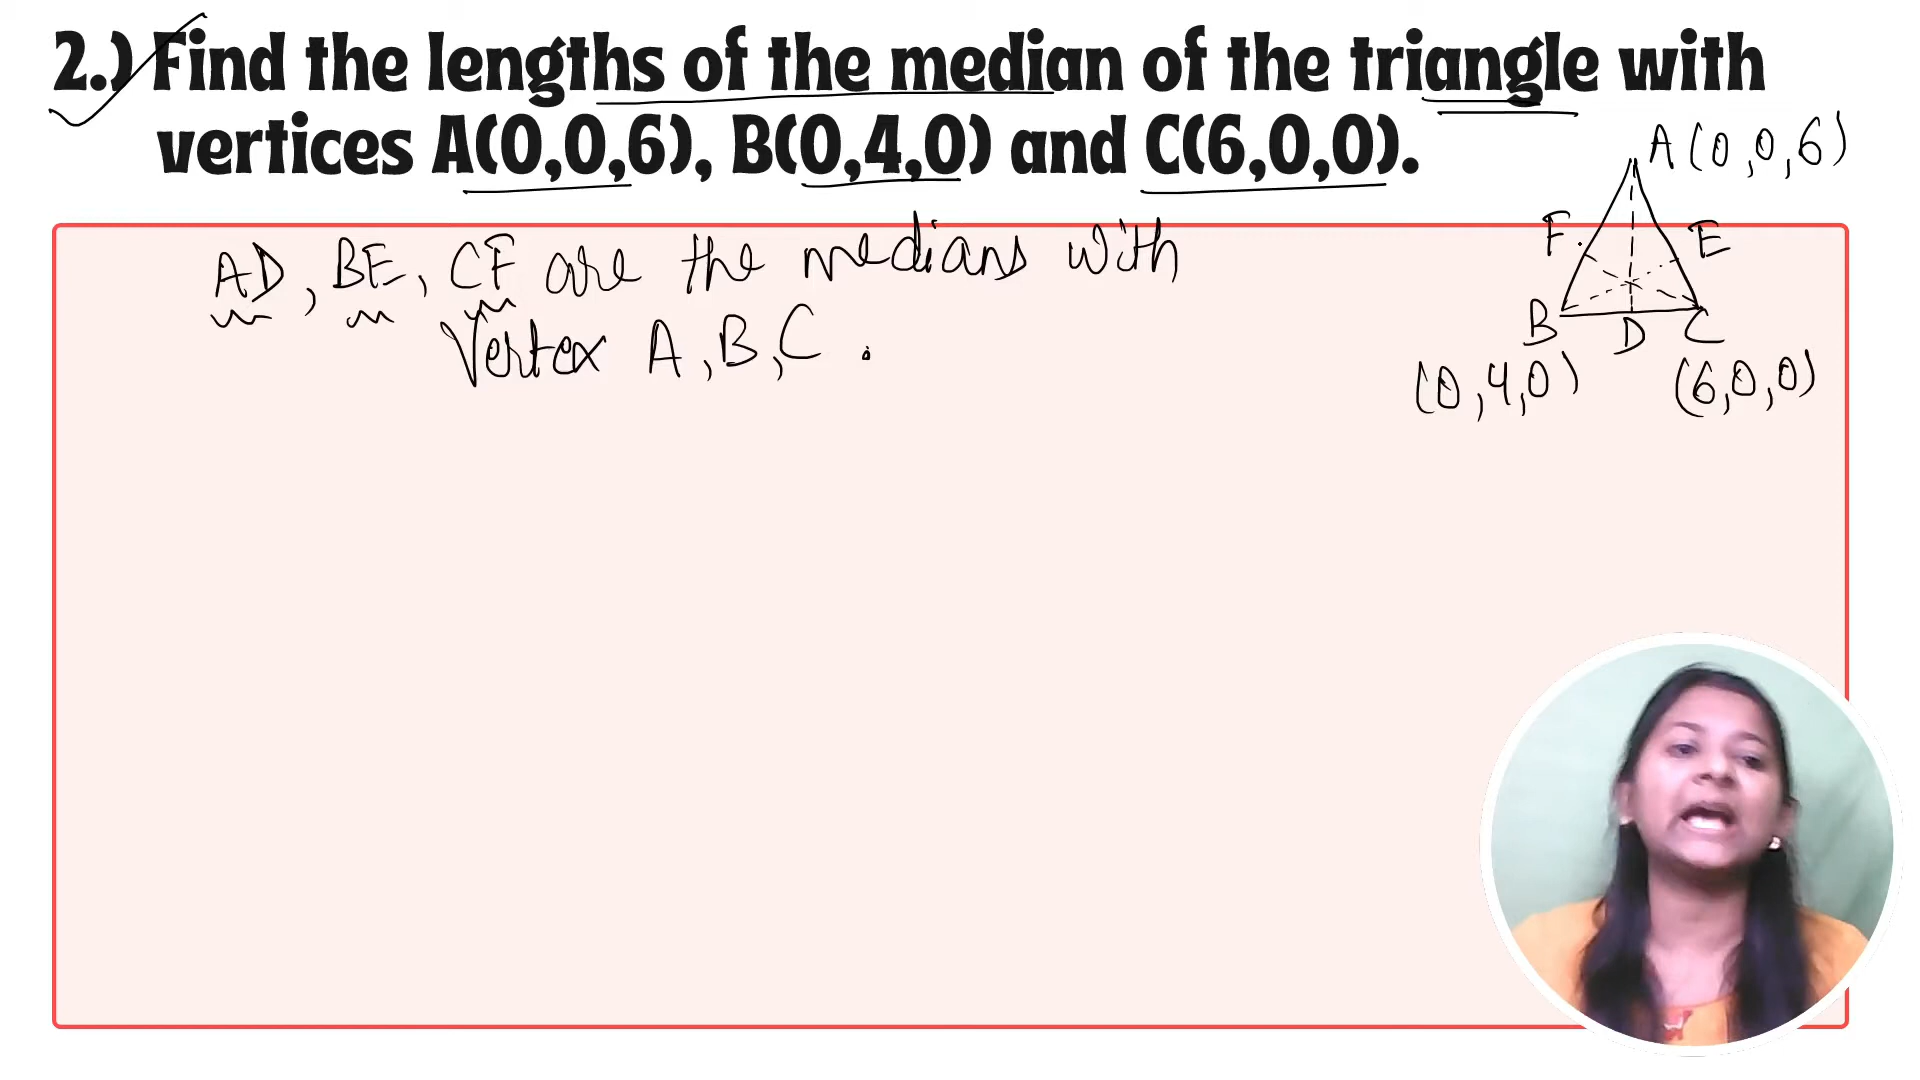 2.) Find the lengths of the median of the triangle with
vertices A(0,0,6), B(0,4,0) and C(6,0,0).
A(0,0,6)
AD, BE, CF are the medians with
Vertex A, B, C.
F
E
B
D
C
(0,4,0)
(6,0,0)